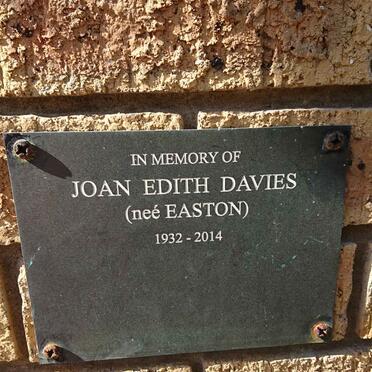 IN MEMORY OF
JOAN EDITH DAVIES
(neé EASTON)
1932 - 2014